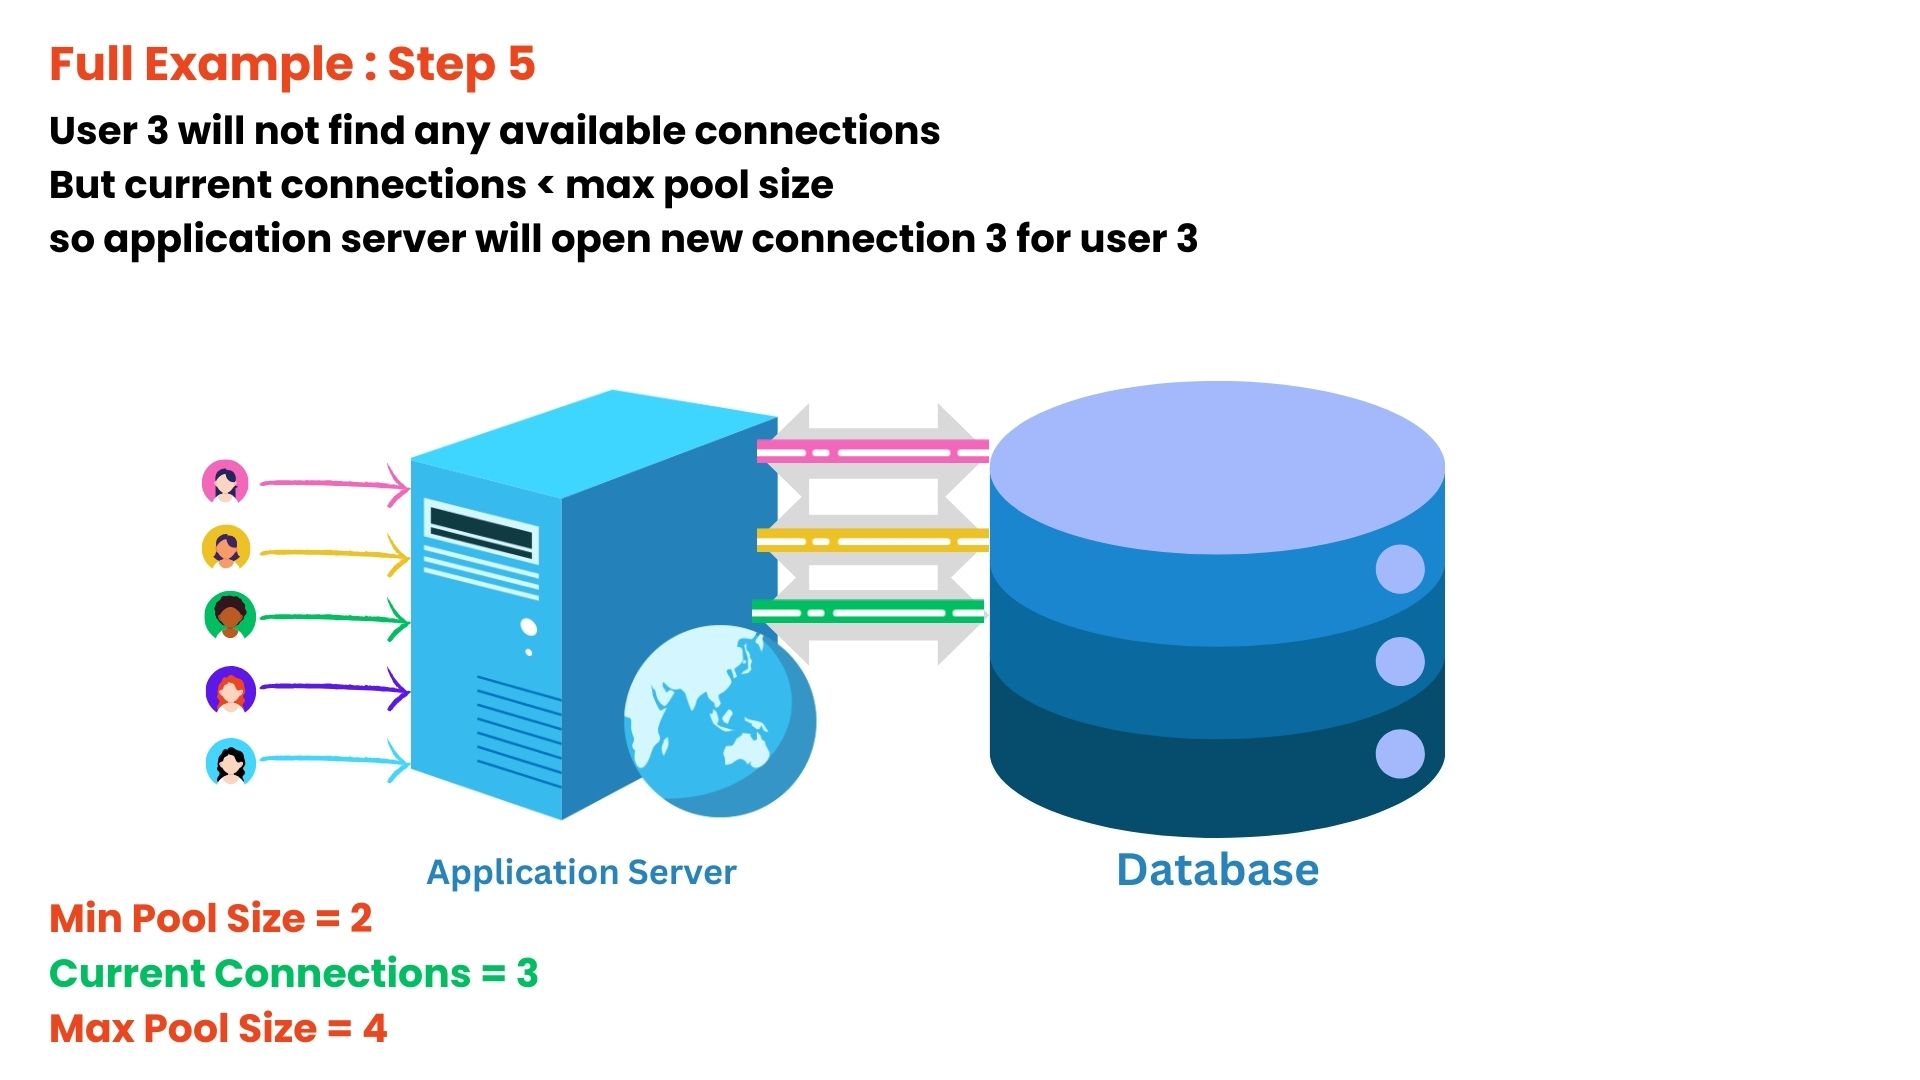 Full Example : Step 5
User 3 will not find any available connections
But current connections < max pool size
so application server will open new connection 3 for user 3
Application Server
Database
Min Pool Size = 2
Current Connections = 3
Max Pool Size = 4